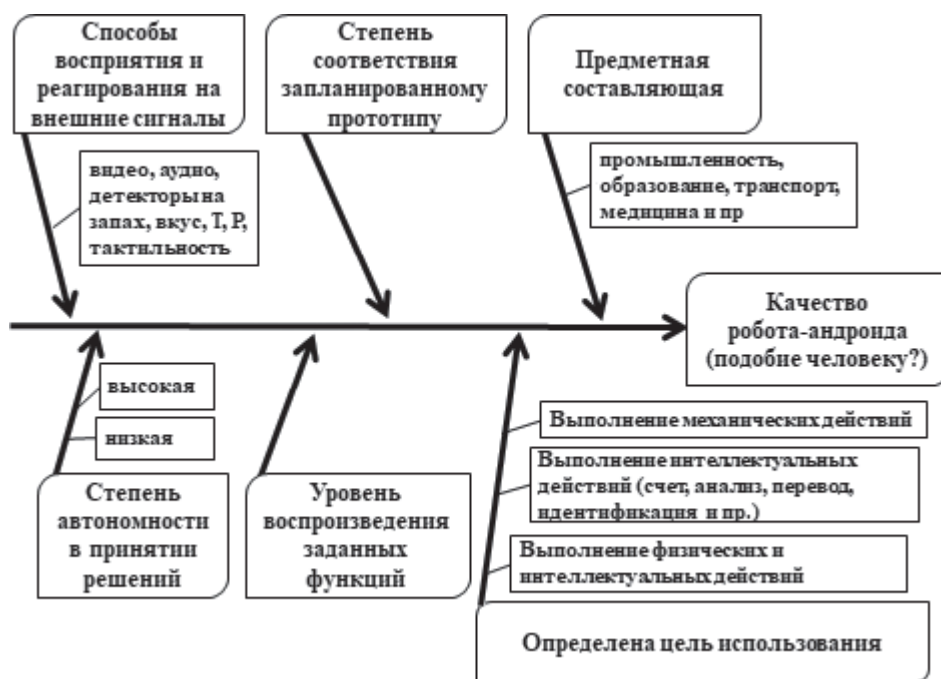 Способы
восприятия и
реагирования на
внешние сигналы
Степень
соответствия
запланированному
прототипу
Предметная
составляющая
видео, аудио,
детекторы на
запах, вкус, Т, Р,
тактильность
промышленность,
образование, транспорт,
медицина и пр
Качество
робота-андроида
(подобие человеку?)
высокая
низкая
Степень
автономности
в принятии
решений
Уровень
воспроизведения
заданных
функций
Выполнение механических действий
Выполнение интеллектуальных
действий (счет, анализ, перевод,
идентификация и пр.)
Выполнение физических и
интеллектуальных действий
Определена цель использования